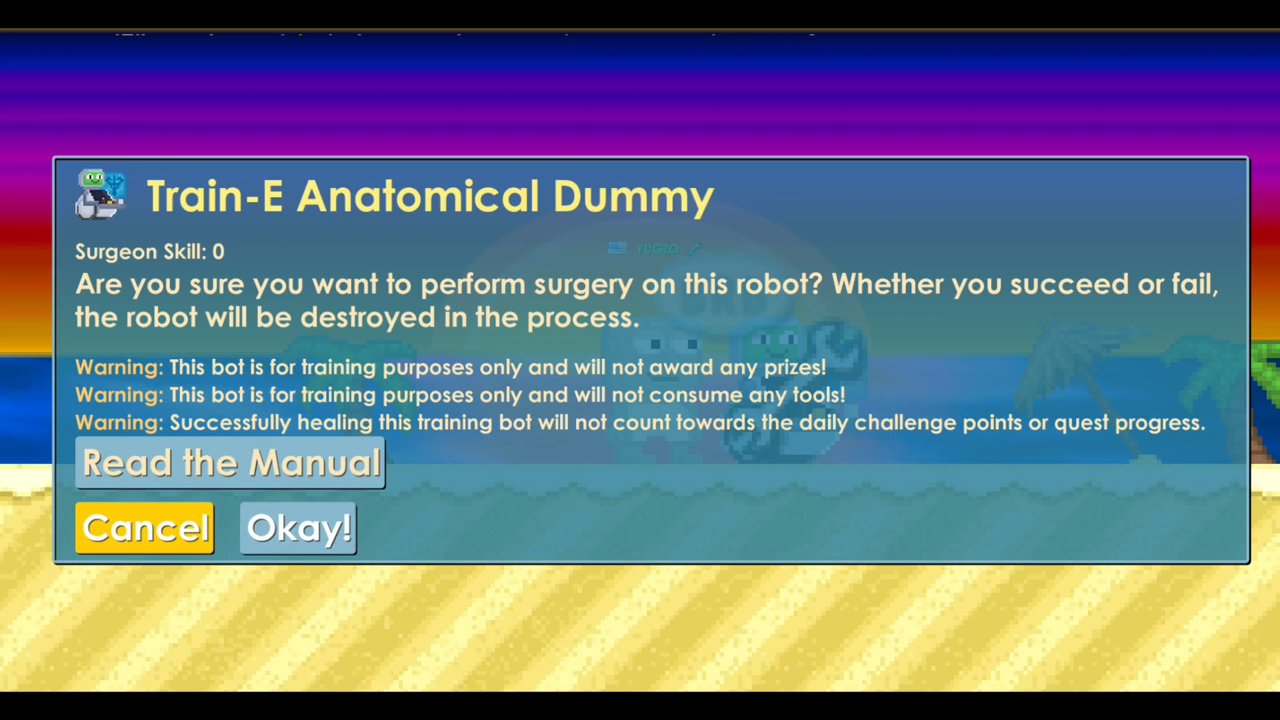 Train-E Anatomical Dummy
Surgeon Skill: 0
YUGZO
Are you sure you want to perform surgery on this robot? Whether you succeed or fail,
the robot will be destroyed in the process.
Warning: This bot is for training purposes only and will not award any prizes!
Warning: This bot is for training purposes only and will not consume any tools!
Warning: Successfully healing this training bot will not count towards the daily challenge points or quest progress.
Read the Manual
Cancel
Okay!